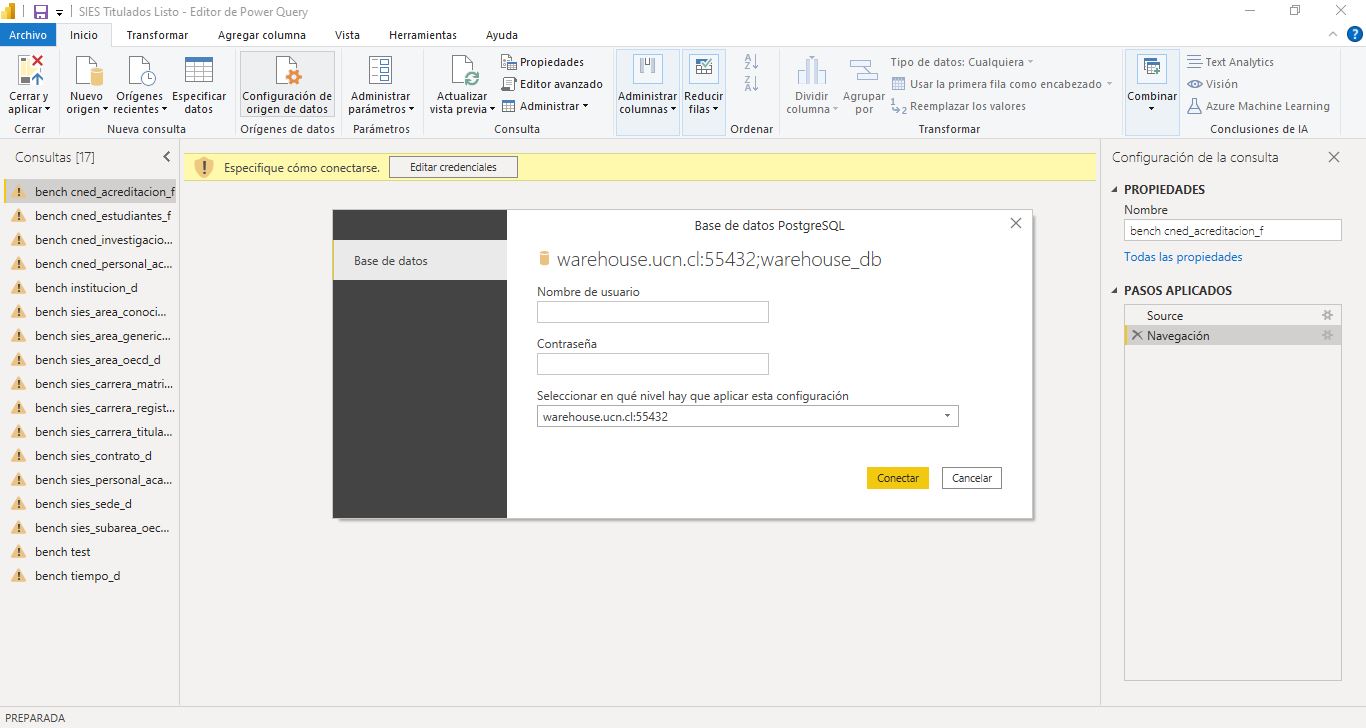 SIES Titulados Listo - Editor de Power Query
Archivo Inicio Transformar Agregar columna Vista Herramientas Ayuda
Cerrar y aplicar
Nuevo origen
Orígenes recientes
Especificar datos
Configuración de origen de datos
Administrar parámetros
Actualizar vista previa
Propiedades
Editor avanzado
Administrar
Administrar columnas
Reducir filas
Dividir columna
Agrupar por
Tipo de datos: Cualquiera
Usar la primera fila como encabezado
Reemplazar los valores
Combinar
Text Analytics
Visión
Azure Machine Learning
Cerrar
Nueva consulta
Orígenes de datos
Parámetros
Consulta
Ordenar
Transformar
Conclusiones de IA
Consultas [17]
bench cned_acreditacion_f
bench cned_estudiantes_f
bench cned_investigacio...
bench cned_personal_ac...
bench institucion_d
bench sies_area_conoci...
bench sies_area_generic...
bench sies_area_oecd_d
bench sies_carrera_matri...
bench sies_carrera_regist...
bench sies_carrera_titula...
bench sies_contrato_d
bench sies_personal_aca...
bench sies_sede_d
bench sies_subarea_oec...
bench test
bench tiempo_d
Especifique cómo conectarse.
Editar credenciales
Base de datos PostgreSQL
Base de datos
warehouse.ucn.cl:55432;warehouse_db
Nombre de usuario
Contraseña
Seleccionar en qué nivel hay que aplicar esta configuración
warehouse.ucn.cl:55432
Conectar
Cancelar
Configuración de la consulta
PROPIEDADES
Nombre
bench cned_acreditacion_f
Todas las propiedades
PASOS APLICADOS
Source
Navegación
PREPARADA